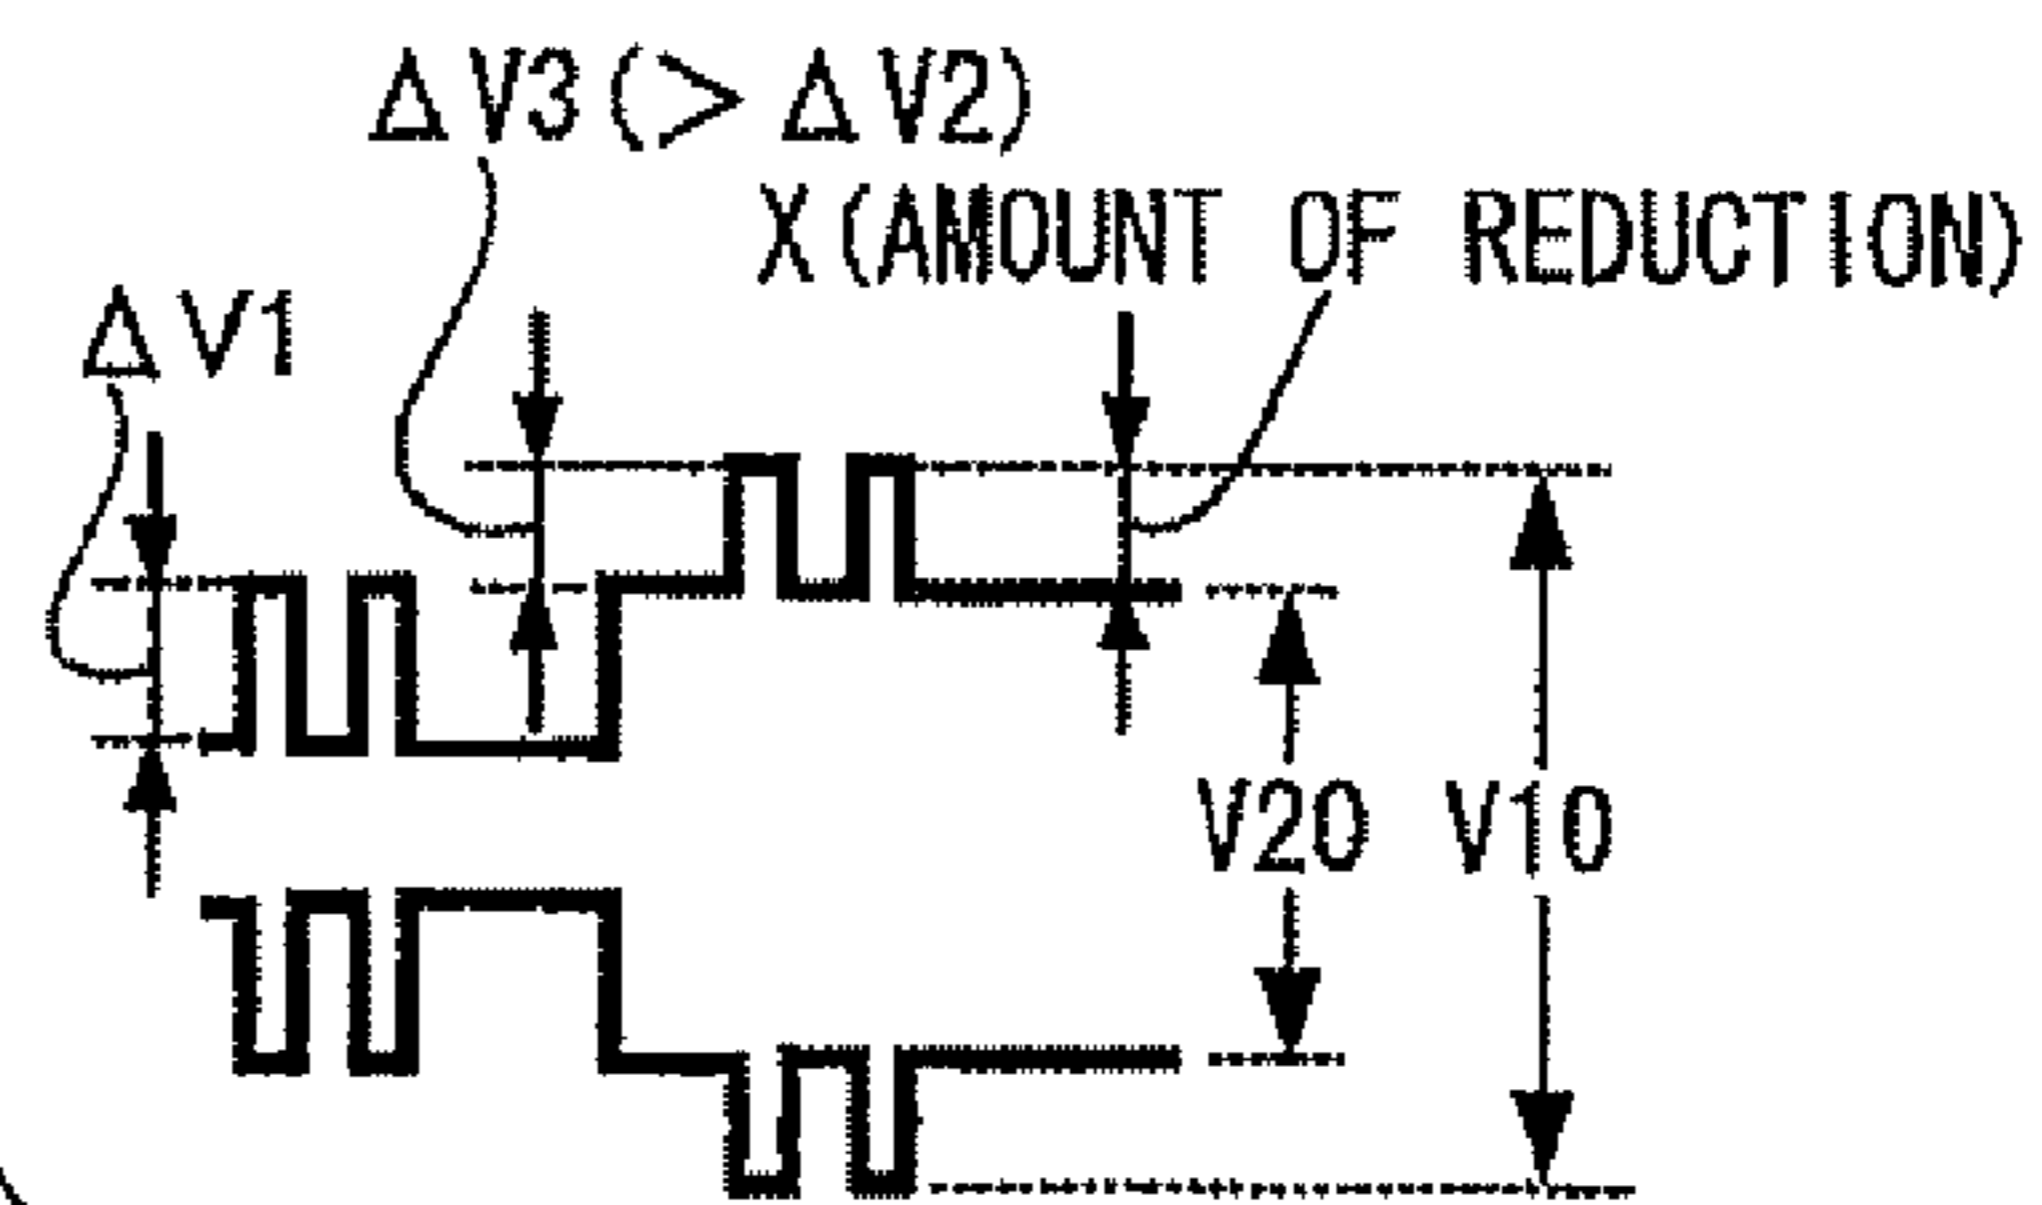 ΔV3(>ΔV2)
X(AMOUNT OF REDUCTION)
ΔV1
V20 V10